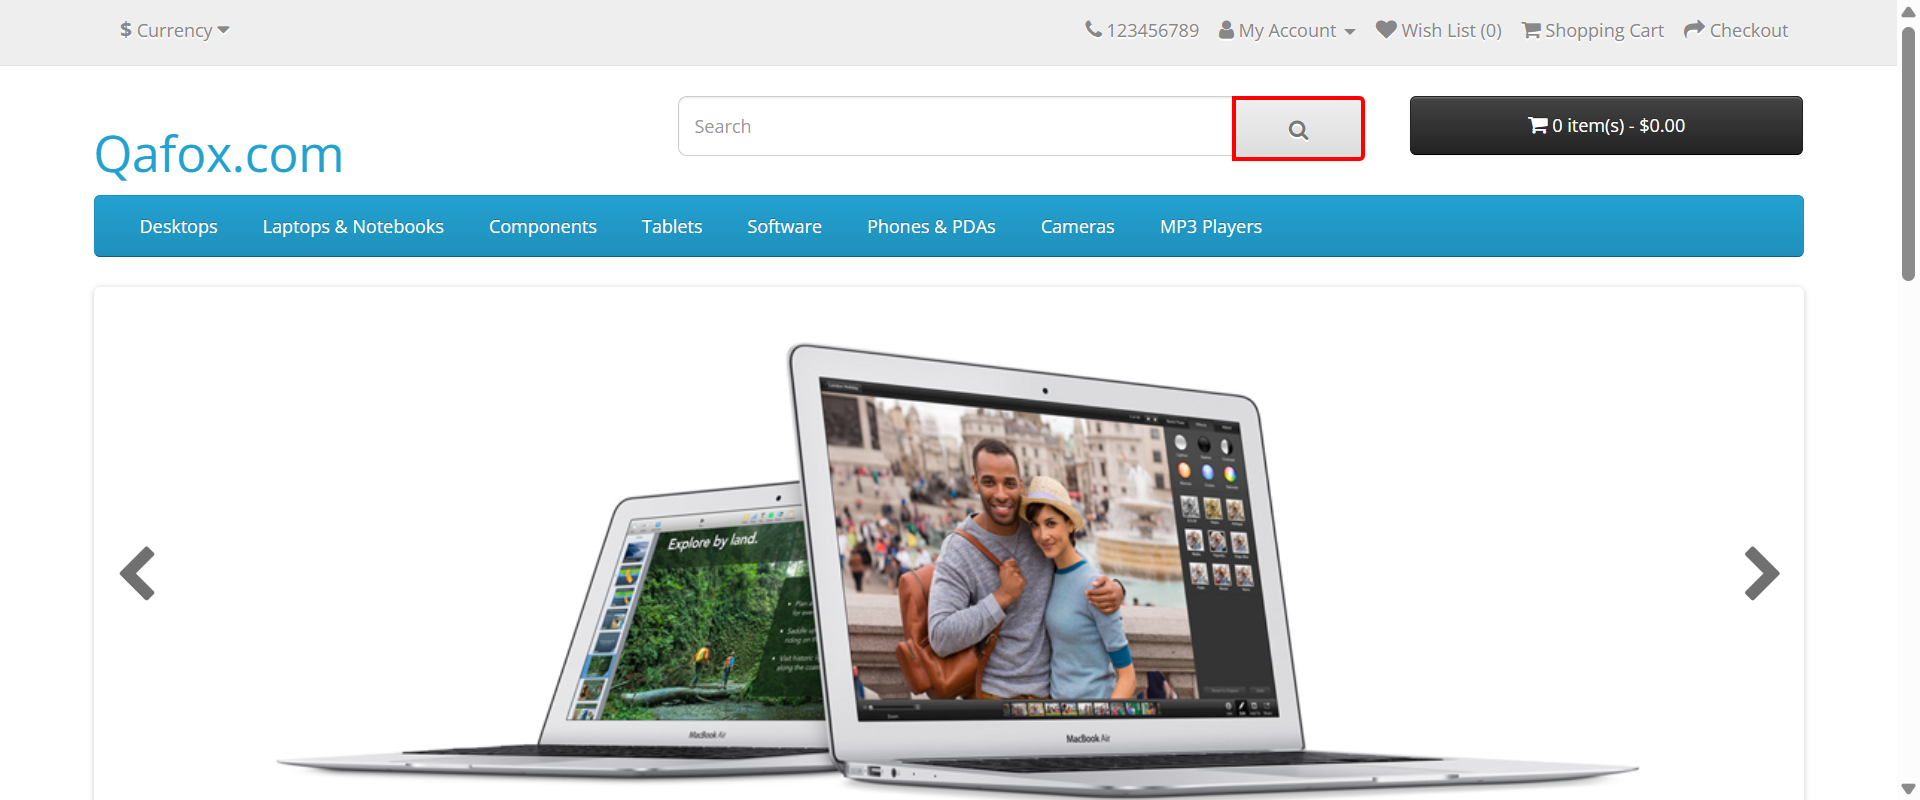 $ Currency
123456789 My Account Wish List (0) Shopping Cart Checkout
Qafox.com
Search
0 item(s) - $0.00
Desktops Laptops & Notebooks Components Tablets Software Phones & PDAs Cameras MP3 Players
Explore by land.
MacBook Air
MacBook Air